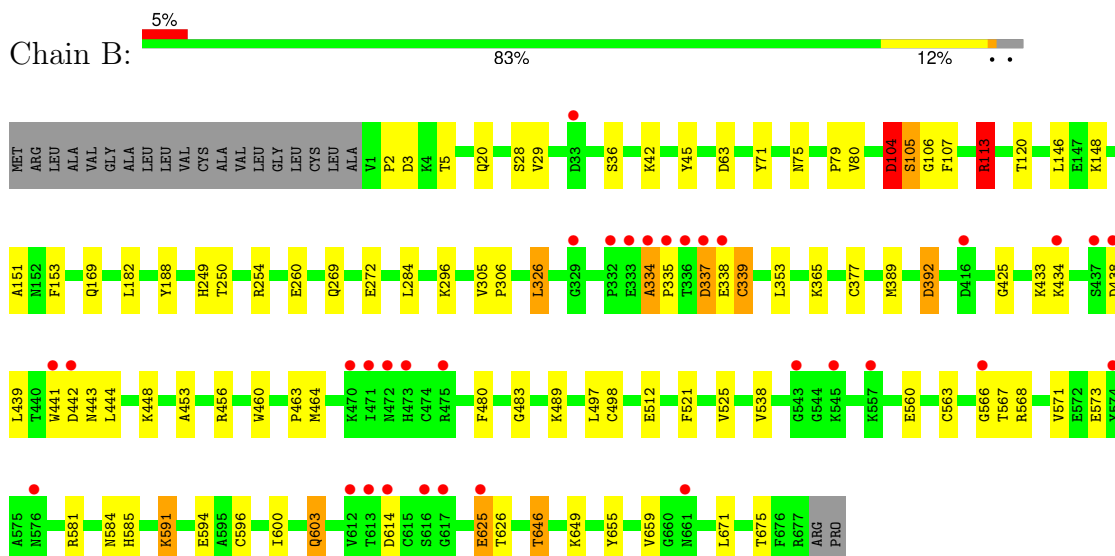 5%
Chain B:
83% 12% • •
MET ARG LEU ALA VAL GLY ALA LEU LEU VAL CYS ALA VAL LEU GLY LEU CYS LEU ALA V1 P2 D3 K4 T5 Q20 S28 V29 D33 S36 K42 Y45 D63 Y71 N75 P79 V80 D104 S105 G106 F107 R113 T120 L146 E147 K148
A151 N152 F153 Q169 L182 Y188 H249 T250 R254 E260 Q269 E272 L284 K296 V305 P306 L326 G329 P332 E333 A334 P335 T336 D337 E338 C339 L353 K365 C377 M389 D392 D416 G425 K433 K434 S437 D438
L439 T440 W441 D442 N443 L444 K448 A453 R456 W460 P463 M464 K470 I471 N472 H473 C474 R475 F480 G483 K489 L497 C498 E512 F521 V525 V538 G543 G544 K545 K557 E560 C563 G566 T567 R568 V571 E572 E573 Y574
A575 N576 R581 N584 H585 K591 E594 A595 C596 I600 Q603 V612 T613 D614 C615 S616 G617 E625 T626 T646 K649 Y655 V659 G660 N661 L671 T675 F676 R677 ARG PRO